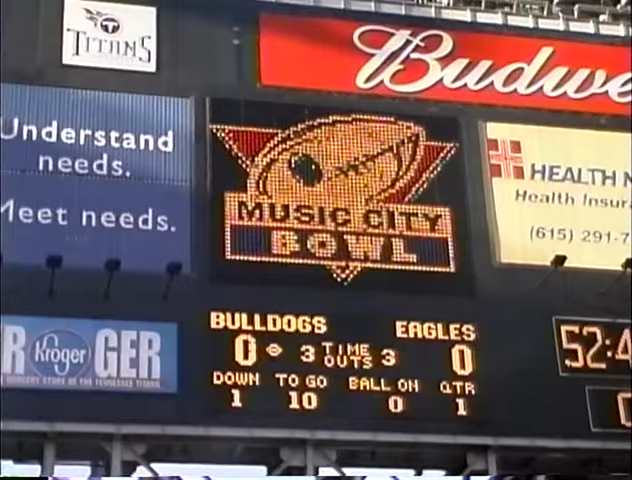 TITANS
Budwe
Understand
needs.
Meet needs.
MUSIC CITY
BOWL
HEALTH N
Health Insur
(615) 291-7
R Kroger GER
BULLDOGS EAGLES
0 3 TIME OUTS 3 0
DOWN TO GO BALL ON QTR
1 10 0 1
52:4